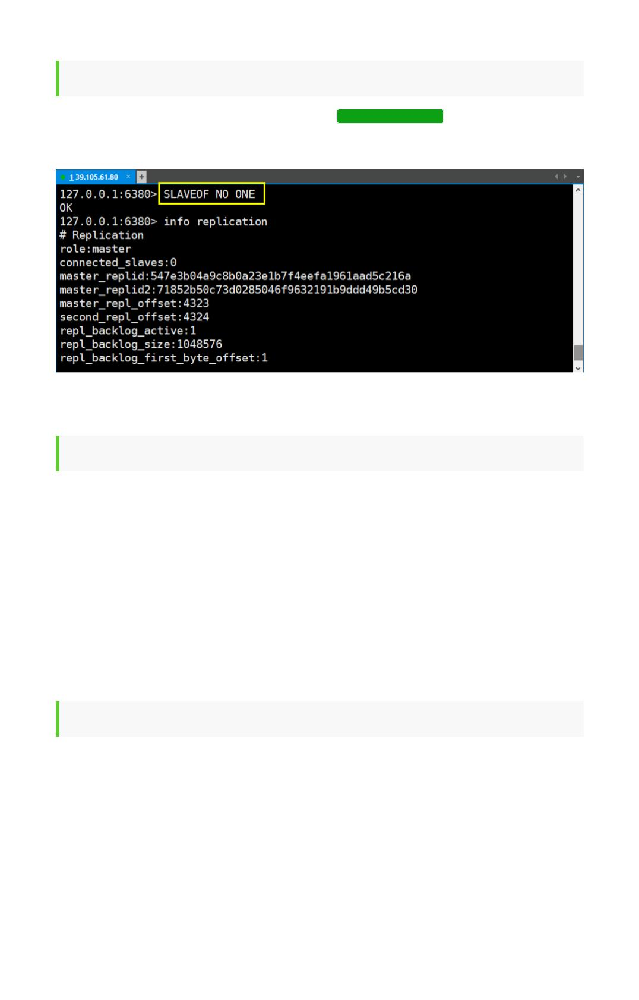 1 39.105.61.80
127.0.0.1:6380> SLAVEOF NO ONE
OK
127.0.0.1:6380> info replication
# Replication
role:master
connected_slaves:0
master_replid:547e3b04a9c8b0a23e1b7f4eefa1961aad5c216a
master_replid2:71852b50c73d0285046f9632191b9ddd49b5cd30
master_repl_offset:4323
second_repl_offset:4324
repl_backlog_active:1
repl_backlog_size:1048576
repl_backlog_first_byte_offset:1